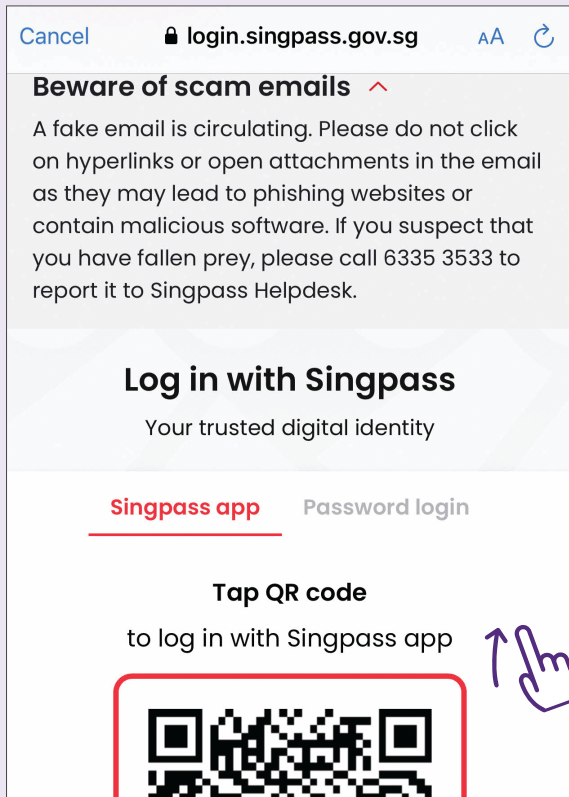 Cancel login.singpass.gov.sg AA
Beware of scam emails
A fake email is circulating. Please do not click
on hyperlinks or open attachments in the email
as they may lead to phishing websites or
contain malicious software. If you suspect that
you have fallen prey, please call 6335 3533 to
report it to Singpass Helpdesk.
Log in with Singpass
Your trusted digital identity
Singpass app Password login
Tap QR code
to log in with Singpass app